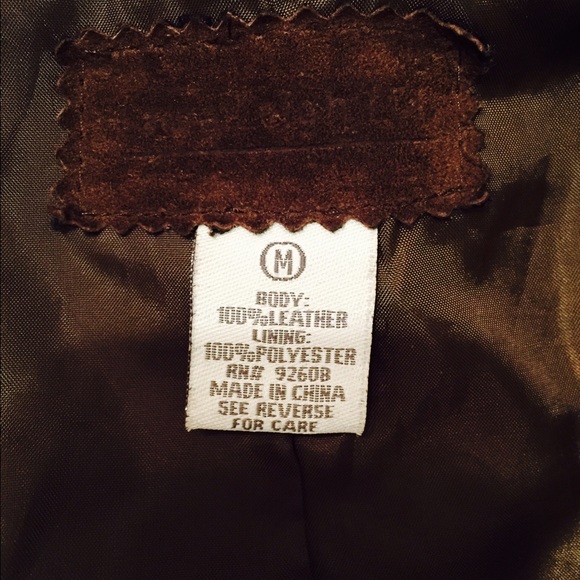 M
BODY:
100%LEATHER
LINING:
100%POLYESTER
RN# 92608
MADE IN CHINA
SEE REVERSE
FOR CARE